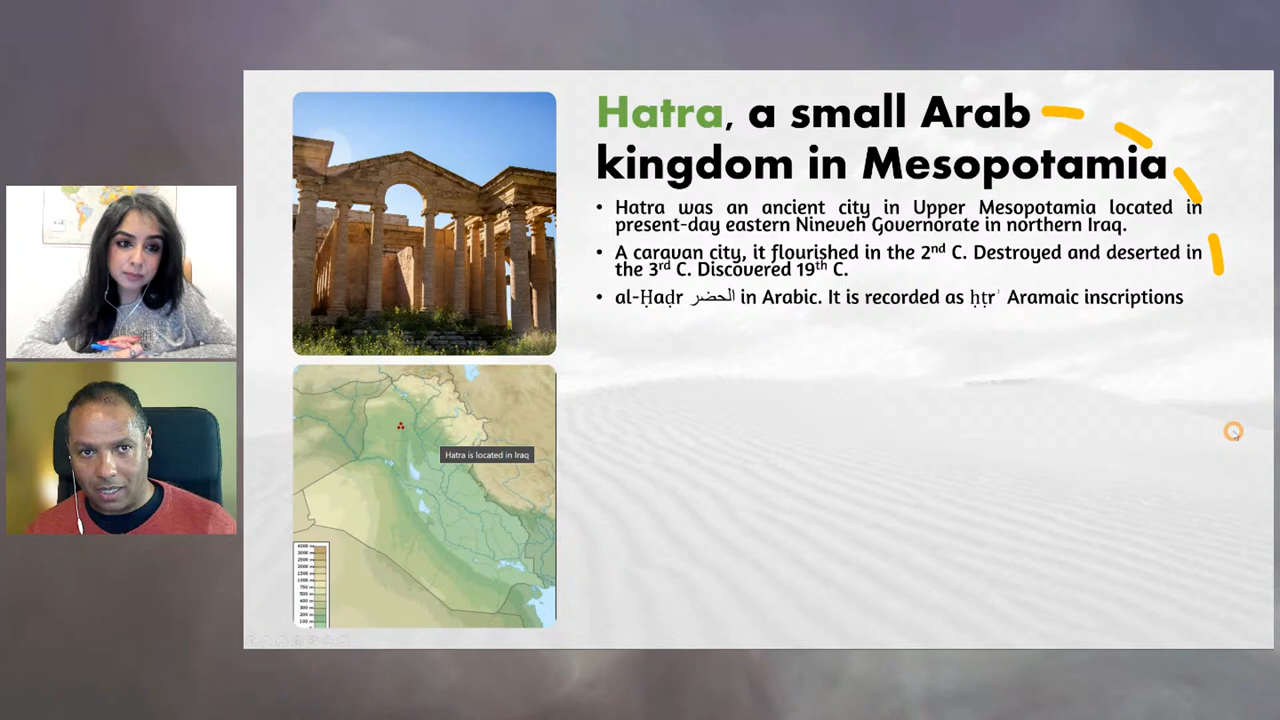 Hatra, a small Arab
kingdom in Mesopotamia
• Hatra was an ancient city in Upper Mesopotamia located in
present-day eastern Nineveh Governorate in northern Iraq.
• A caravan city, it flourished in the 2nd C. Destroyed and deserted in
the 3rd C. Discovered 19th C.
• al-Ḥaḍr الحضر in Arabic. It is recorded as ḥṭrʾ Aramaic inscriptions
Hatra is located in Iraq